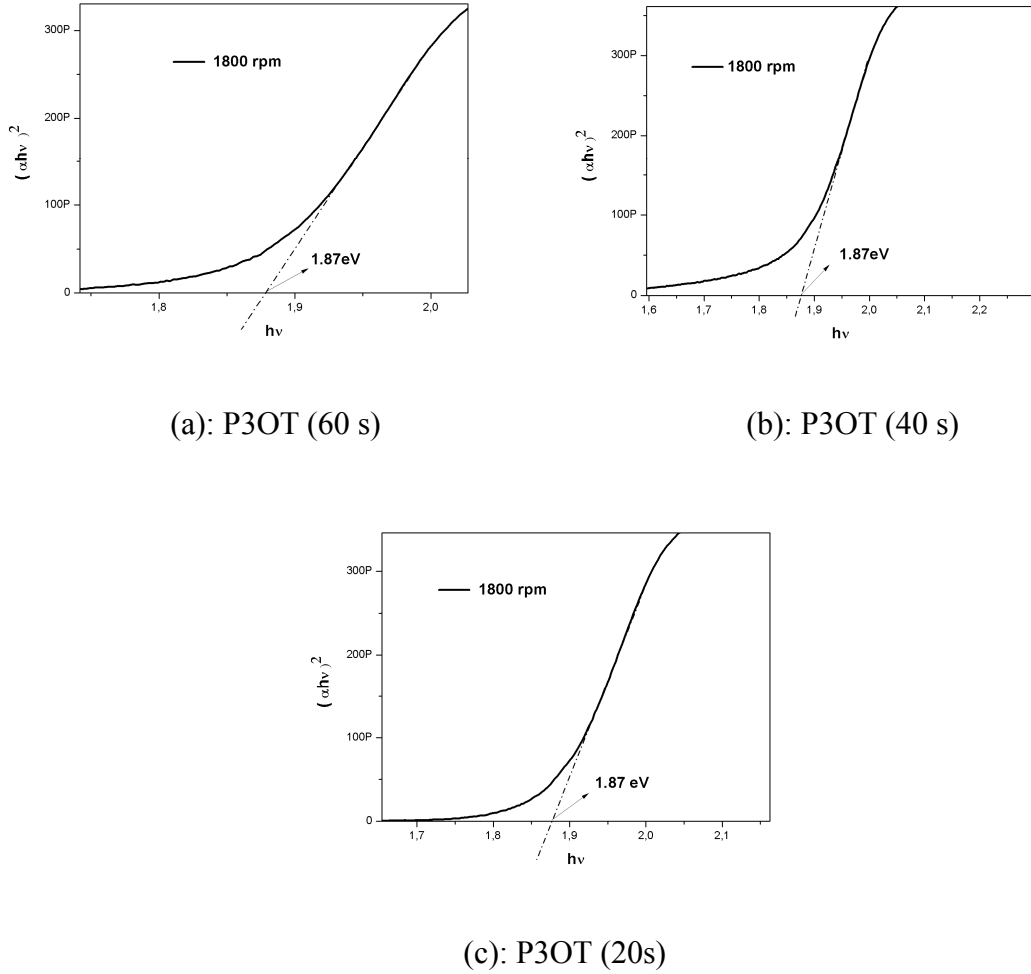 300P
200P
100P
0
(αhν)²
1800 rpm
1.87eV
1,8
1,9
2,0
hν
(a): P3OT (60 s)
300P
200P
100P
0
(αhν)²
1800 rpm
1.87eV
1,6
1,7
1,8
1,9
2,0
2,1
2,2
hν
(b): P3OT (40 s)
300P
200P
100P
0
(αhν)²
1800 rpm
1.87 eV
1,7
1,8
1,9
2,0
2,1
hν
(c): P3OT (20s)